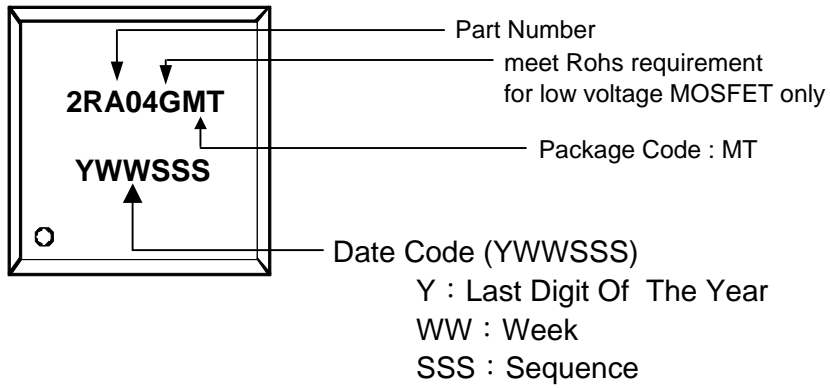 Part Number
meet Rohs requirement
for low voltage MOSFET only
2RA04GMT
Package Code : MT
YWWSSS
Date Code (YWWSSS)
Y：Last Digit Of The Year
WW：Week
SSS：Sequence